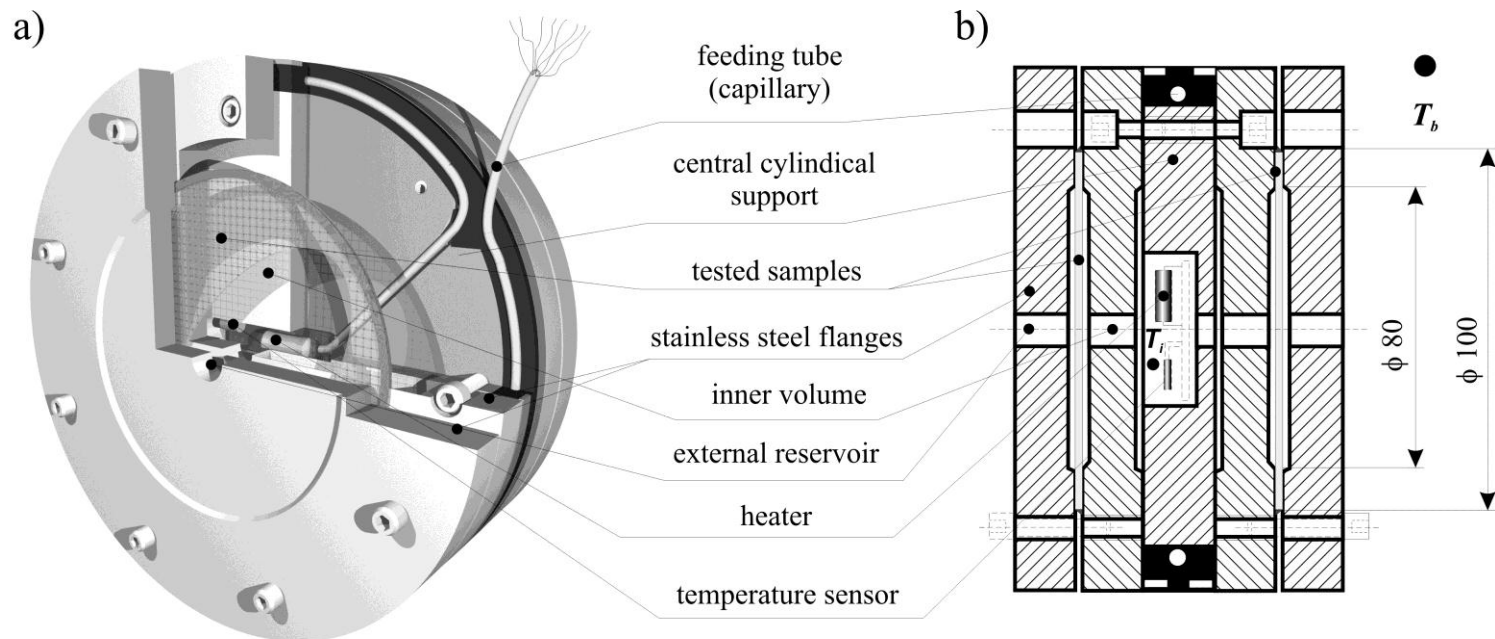 a)
feeding tube
(capillary)
central cylindical
support
tested samples
stainless steel flanges
inner volume
external reservoir
heater
temperature sensor
b)
T_b
T_i
ϕ 80
ϕ 100